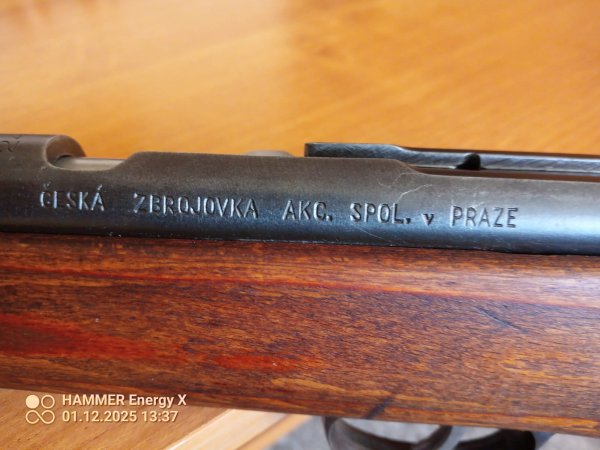 ČESKÁ ZBROJOVKA AKC. SPOL. v PRAZE
HAMMER Energy X
01.12.2025 13:37